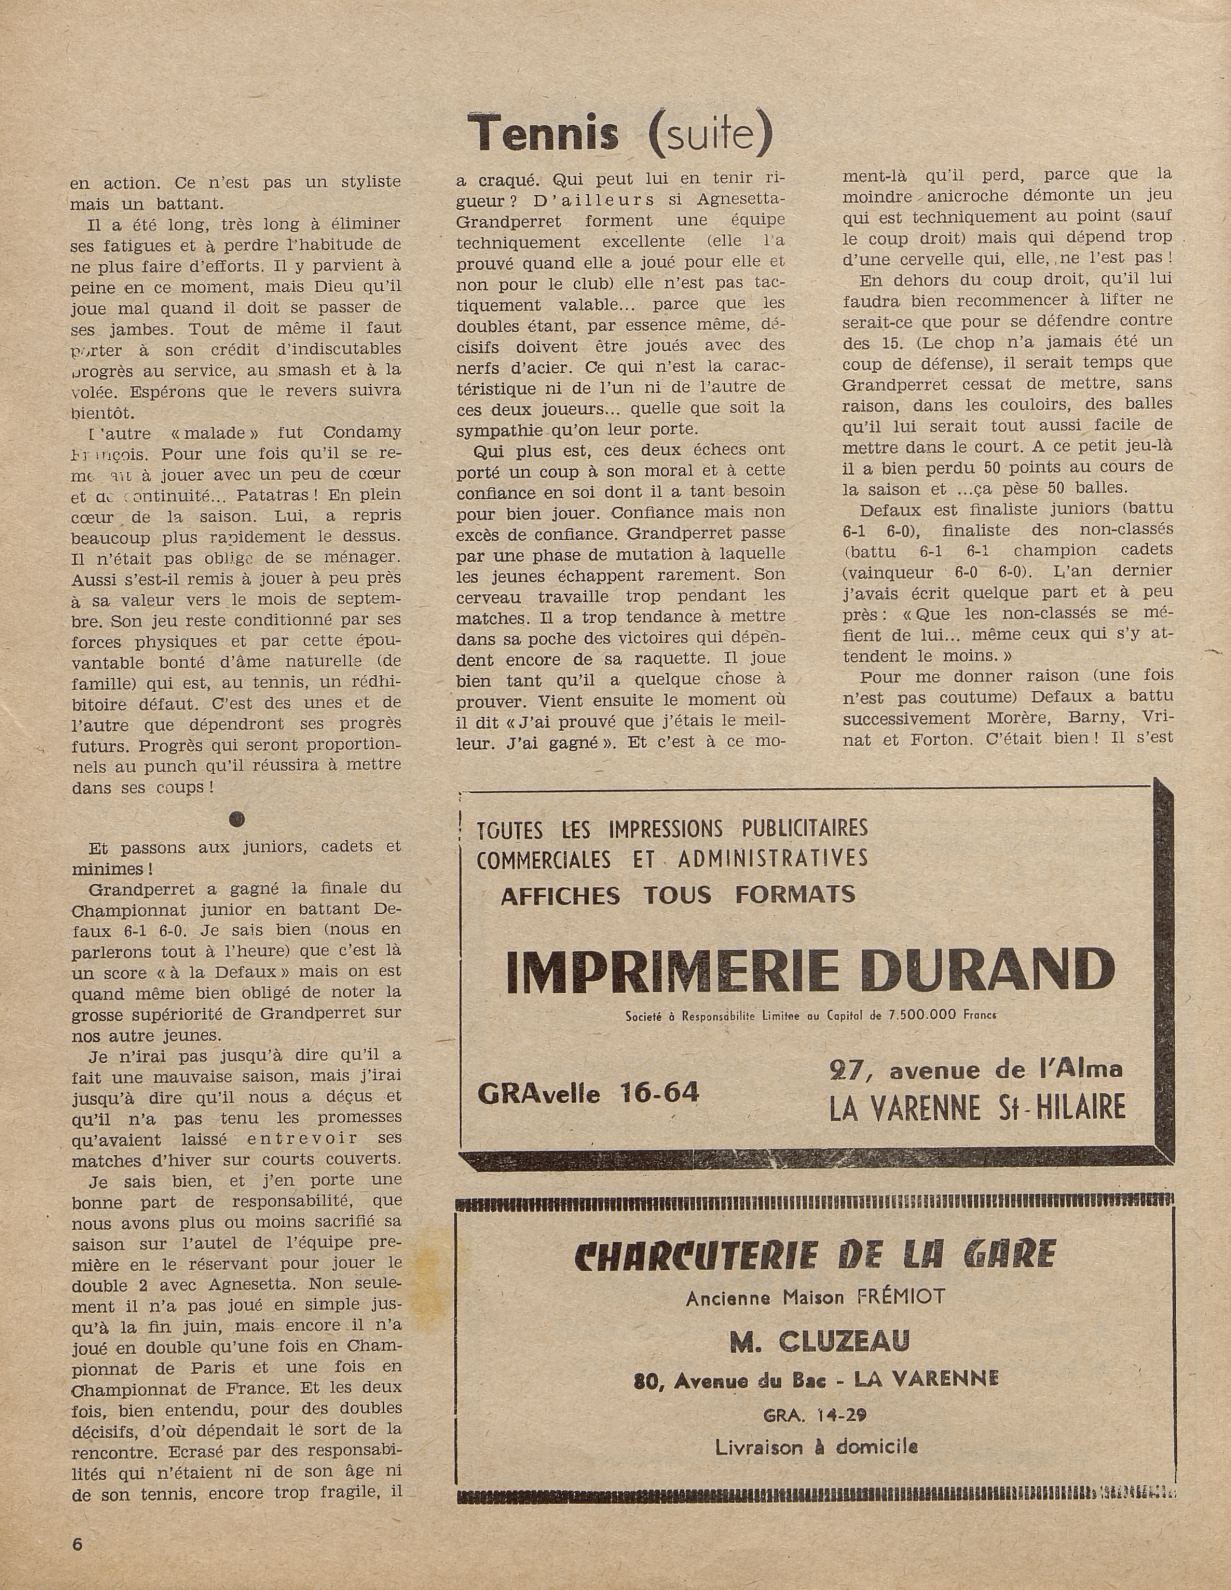 Tennis (suite)
en action. Ce n'est pas un styliste
mais un battant.
Il a été long, très long à éliminer
ses fatigues et à perdre l'habitude de
ne plus faire d'efforts. Il y parvient à
peine en ce moment, mais Dieu qu'il
joue mal quand il doit se passer de
ses jambes. Tout de même il faut
porter à son crédit d'indiscutables
progrès au service, au smash et à la
volée. Espérons que le revers suivra
bientôt.
L'autre « malade » fut Condamy
François. Pour une fois qu'il se re-
à jouer avec un peu de cœur
et de continuité... Patatras ! En plein
cœur de la saison. Lui, a repris
beaucoup plus rapidement le dessus.
Il n'était pas obligé de se ménager.
Aussi s'est-il remis à jouer à peu près
à sa valeur vers le mois de septem-
bre. Son jeu reste conditionné par ses
forces physiques et par cette épou-
vantable bonté d'âme naturelle (de
famille) qui est, au tennis, un rédhi-
bitoire défaut. C'est des unes et de
l'autre que dépendront ses progrès
futurs. Progrès qui seront proportion-
nels au punch qu'il réussira à mettre
dans ses coups !
●
Et passons aux juniors, cadets et
minimes !
Grandperret a gagné la finale du
Championnat junior en battant De-
faux 6-1 6-0. Je sais bien (nous en
parlerons tout à l'heure) que c'est là
un score « à la Defaux » mais on est
quand même bien obligé de noter la
grosse supériorité de Grandperret sur
nos autre jeunes.
Je n'irai pas jusqu'à dire qu'il a
fait une mauvaise saison, mais j'irai
jusqu'à dire qu'il nous a déçus et
qu'il n'a pas tenu les promesses
qu'avaient laissé entrevoir ses
matches d'hiver sur courts couverts.
Je sais bien, et j'en porte une
bonne part de responsabilité, que
nous avons plus ou moins sacrifié sa
saison sur l'autel de l'équipe pre-
mière en le réservant pour jouer le
double 2 avec Agnesetta. Non seule-
ment il n'a pas joué en simple jus-
qu'à la fin juin, mais encore il n'a
joué en double qu'une fois en Cham-
pionnat de Paris et une fois en
Championnat de France. Et les deux
fois, bien entendu, pour des doubles
décisifs, d'où dépendait le sort de la
rencontre. Ecrasé par des responsabi-
lités qui n'étaient ni de son âge ni
de son tennis, encore trop fragile, il
a craqué. Qui peut lui en tenir ri-
gueur ? D'ailleurs si Agnesetta-
Grandperret forment une équipe
techniquement excellente (elle l'a
prouvé quand elle a joué pour elle et
non pour le club) elle n'est pas tac-
tiquement valable... parce que les
doubles étant, par essence même, dé-
cisifs doivent être joués avec des
nerfs d'acier. Ce qui n'est la carac-
téristique ni de l'un ni de l'autre de
ces deux joueurs... quelle que soit la
sympathie qu'on leur porte.
Qui plus est, ces deux échecs ont
porté un coup à son moral et à cette
confiance en soi dont il a tant besoin
pour bien jouer. Confiance mais non
excès de confiance. Grandperret passe
par une phase de mutation à laquelle
les jeunes échappent rarement. Son
cerveau travaille trop pendant les
matches. Il a trop tendance à mettre
dans sa poche des victoires qui dépen-
dent encore de sa raquette. Il joue
bien tant qu'il a quelque chose à
prouver. Vient ensuite le moment où
il dit « J'ai prouvé que j'étais le meil-
leur. J'ai gagné ». Et c'est à ce mo-
ment-là qu'il perd, parce que la
moindre anicroche démonte un jeu
qui est techniquement au point (sauf
le coup droit) mais qui dépend trop
d'une cervelle qui, elle, ne l'est pas !
En dehors du coup droit, qu'il lui
faudra bien recommencer à lifter ne
serait-ce que pour se défendre contre
des 15. (Le chop n'a jamais été un
coup de défense), il serait temps que
Grandperret cessat de mettre, sans
raison, dans les couloirs, des balles
qu'il lui serait tout aussi facile de
mettre dans le court. A ce petit jeu-là
il a bien perdu 50 points au cours de
la saison et ...ça pèse 50 balles.
Defaux est finaliste juniors (battu
6-1 6-0), finaliste des non-classés
(battu 6-1 6-1 champion cadets
(vainqueur 6-0 6-0). L'an dernier
j'avais écrit quelque part et à peu
près : « Que les non-classés se mé-
fient de lui... même ceux qui s'y at-
tendent le moins. »
Pour me donner raison (une fois
n'est pas coutume) Defaux a battu
successivement Morère, Barny, Vri-
nat et Forton. C'était bien ! Il s'est
TOUTES LES IMPRESSIONS PUBLICITAIRES
COMMERCIALES ET ADMINISTRATIVES
AFFICHES TOUS FORMATS
IMPRIMERIE DURAND
Societé à Responsabilite Limitee au Capital de 7.500.000 Francs
GRAvelle 16-64
27, avenue de l'Alma
LA VARENNE St-HILAIRE
CHARCUTERIE DE LA GARE
Ancienne Maison FRÉMIOT
M. CLUZEAU
80, Avenue du Bac - LA VARENNE
GRA. 14-29
Livraison à domicile
6